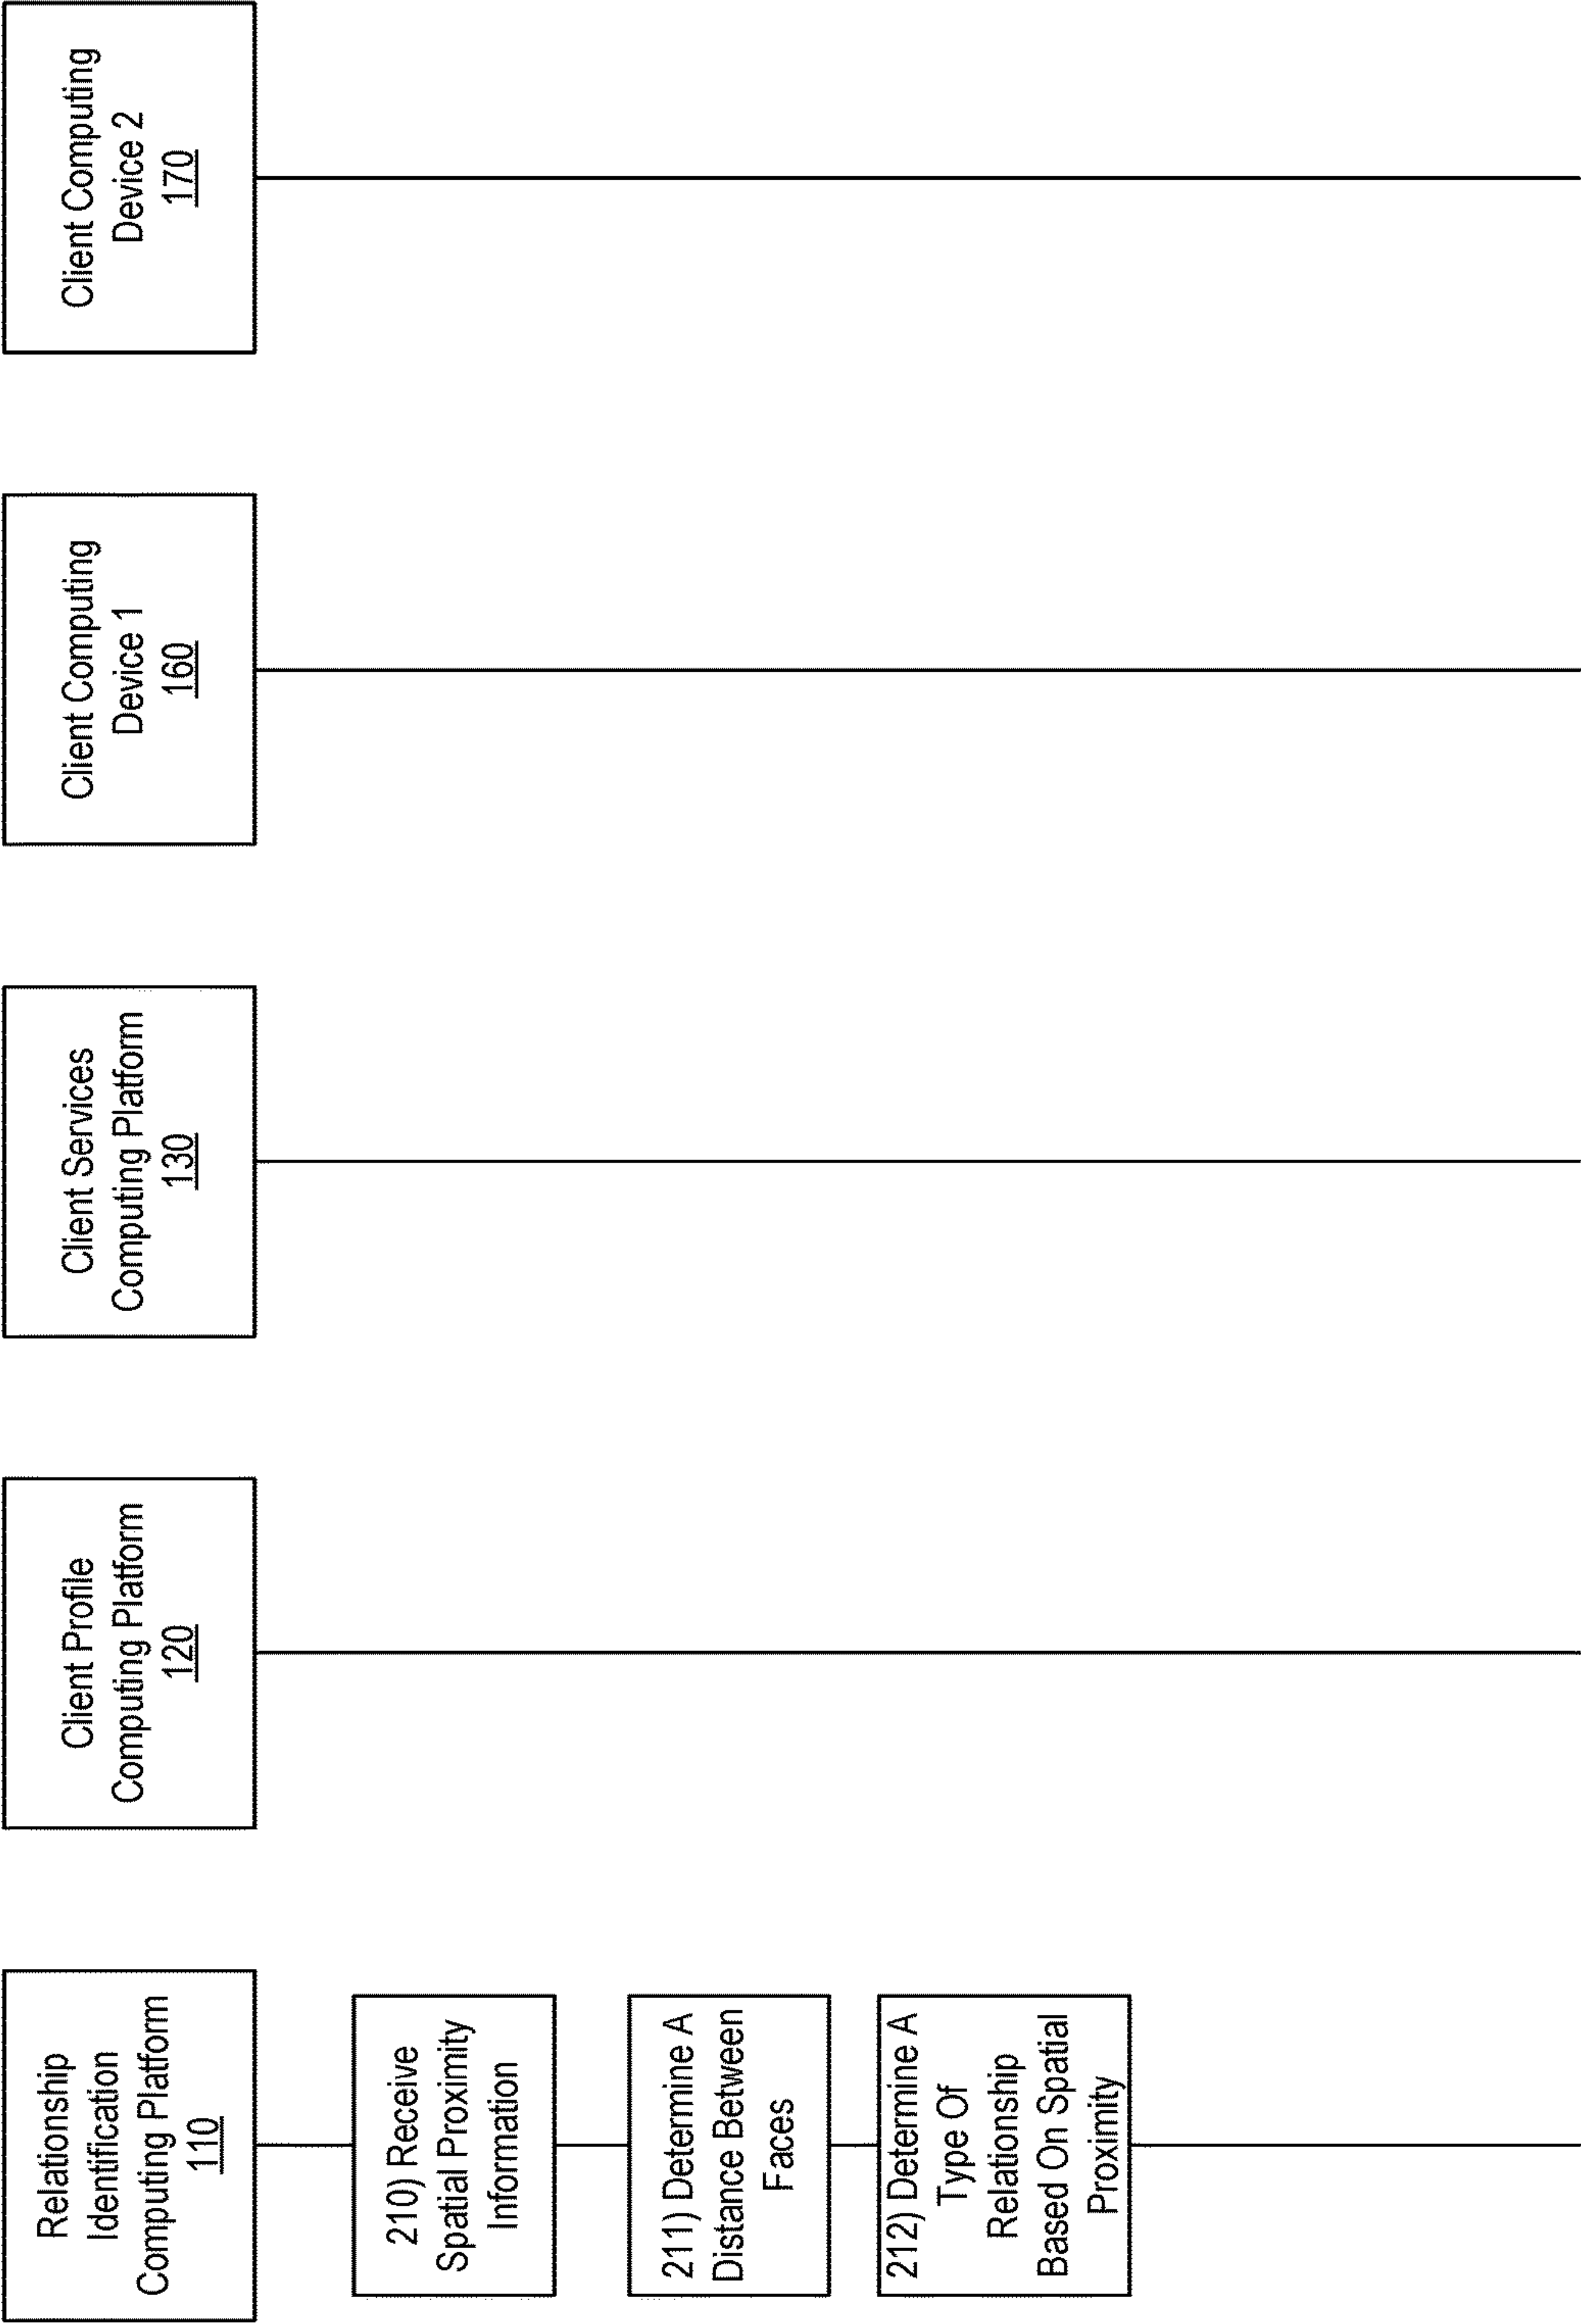 Relationship
Identification
Computing Platform
110
Client Profile
Computing Platform
120
Client Services
Computing Platform
130
Client Computing
Device 1
160
Client Computing
Device 2
170
210) Receive
Spatial Proximity
Information
211) Determine A
Distance Between
Faces
212) Determine A
Type Of
Relationship
Based On Spatial
Proximity